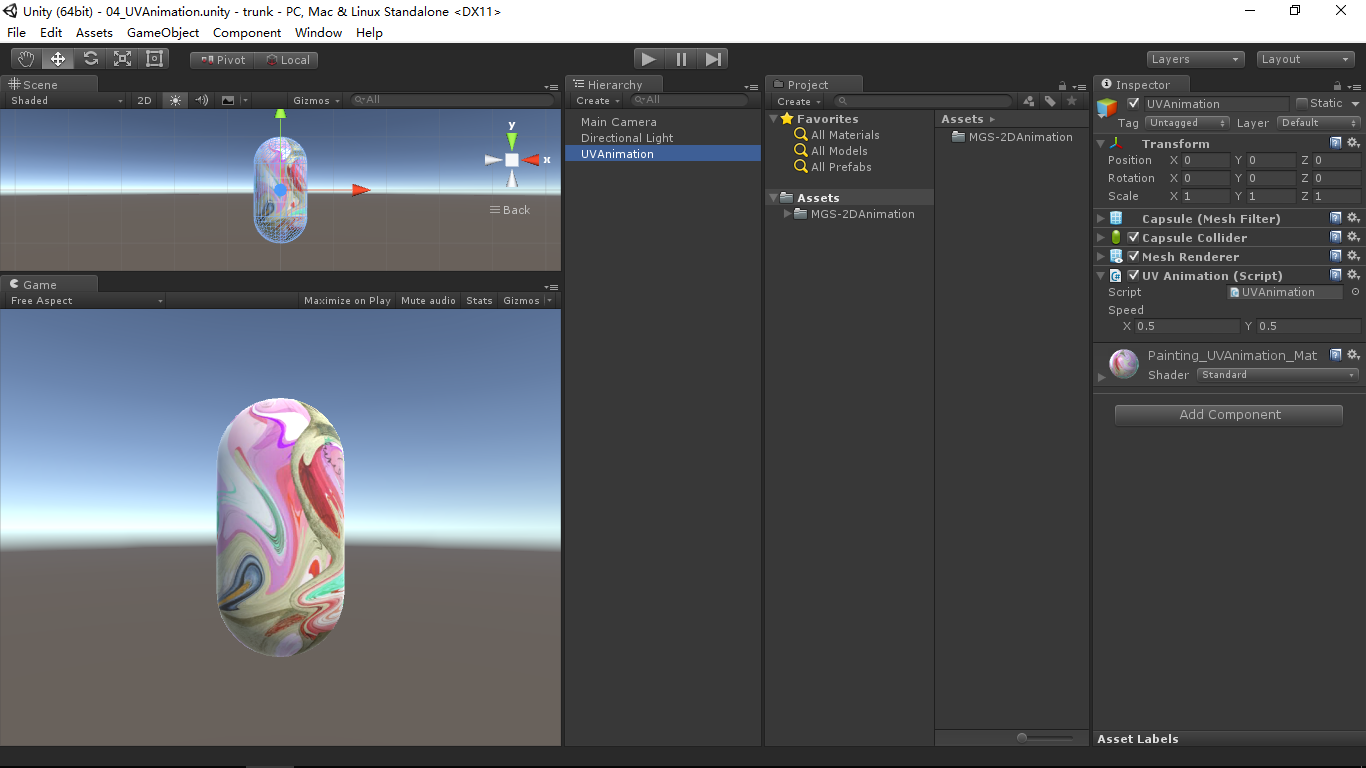 Unity (64bit) - 04_UVAnimation.unity - trunk - PC, Mac & Linux Standalone <DX11>
File Edit Assets GameObject Component Window Help
Pivot Local
Layers Layout
Scene
Shaded 2D Gizmos All
y
x
Back
Game
Free Aspect Maximize on Play Mute audio Stats Gizmos
Hierarchy
Create All
Main Camera
Directional Light
UVAnimation
Project
Create
Favorites
All Materials
All Models
All Prefabs
Assets
MGS-2DAnimation
Assets
MGS-2DAnimation
Inspector
UVAnimation Static
Tag Untagged Layer Default
Transform
Position X 0 Y 0 Z 0
Rotation X 0 Y 0 Z 0
Scale X 1 Y 1 Z 1
Capsule (Mesh Filter)
Capsule Collider
Mesh Renderer
UV Animation (Script)
Script UVAnimation
Speed
X 0.5 Y 0.5
Painting_UVAnimation_Mat
Shader Standard
Add Component
Asset Labels